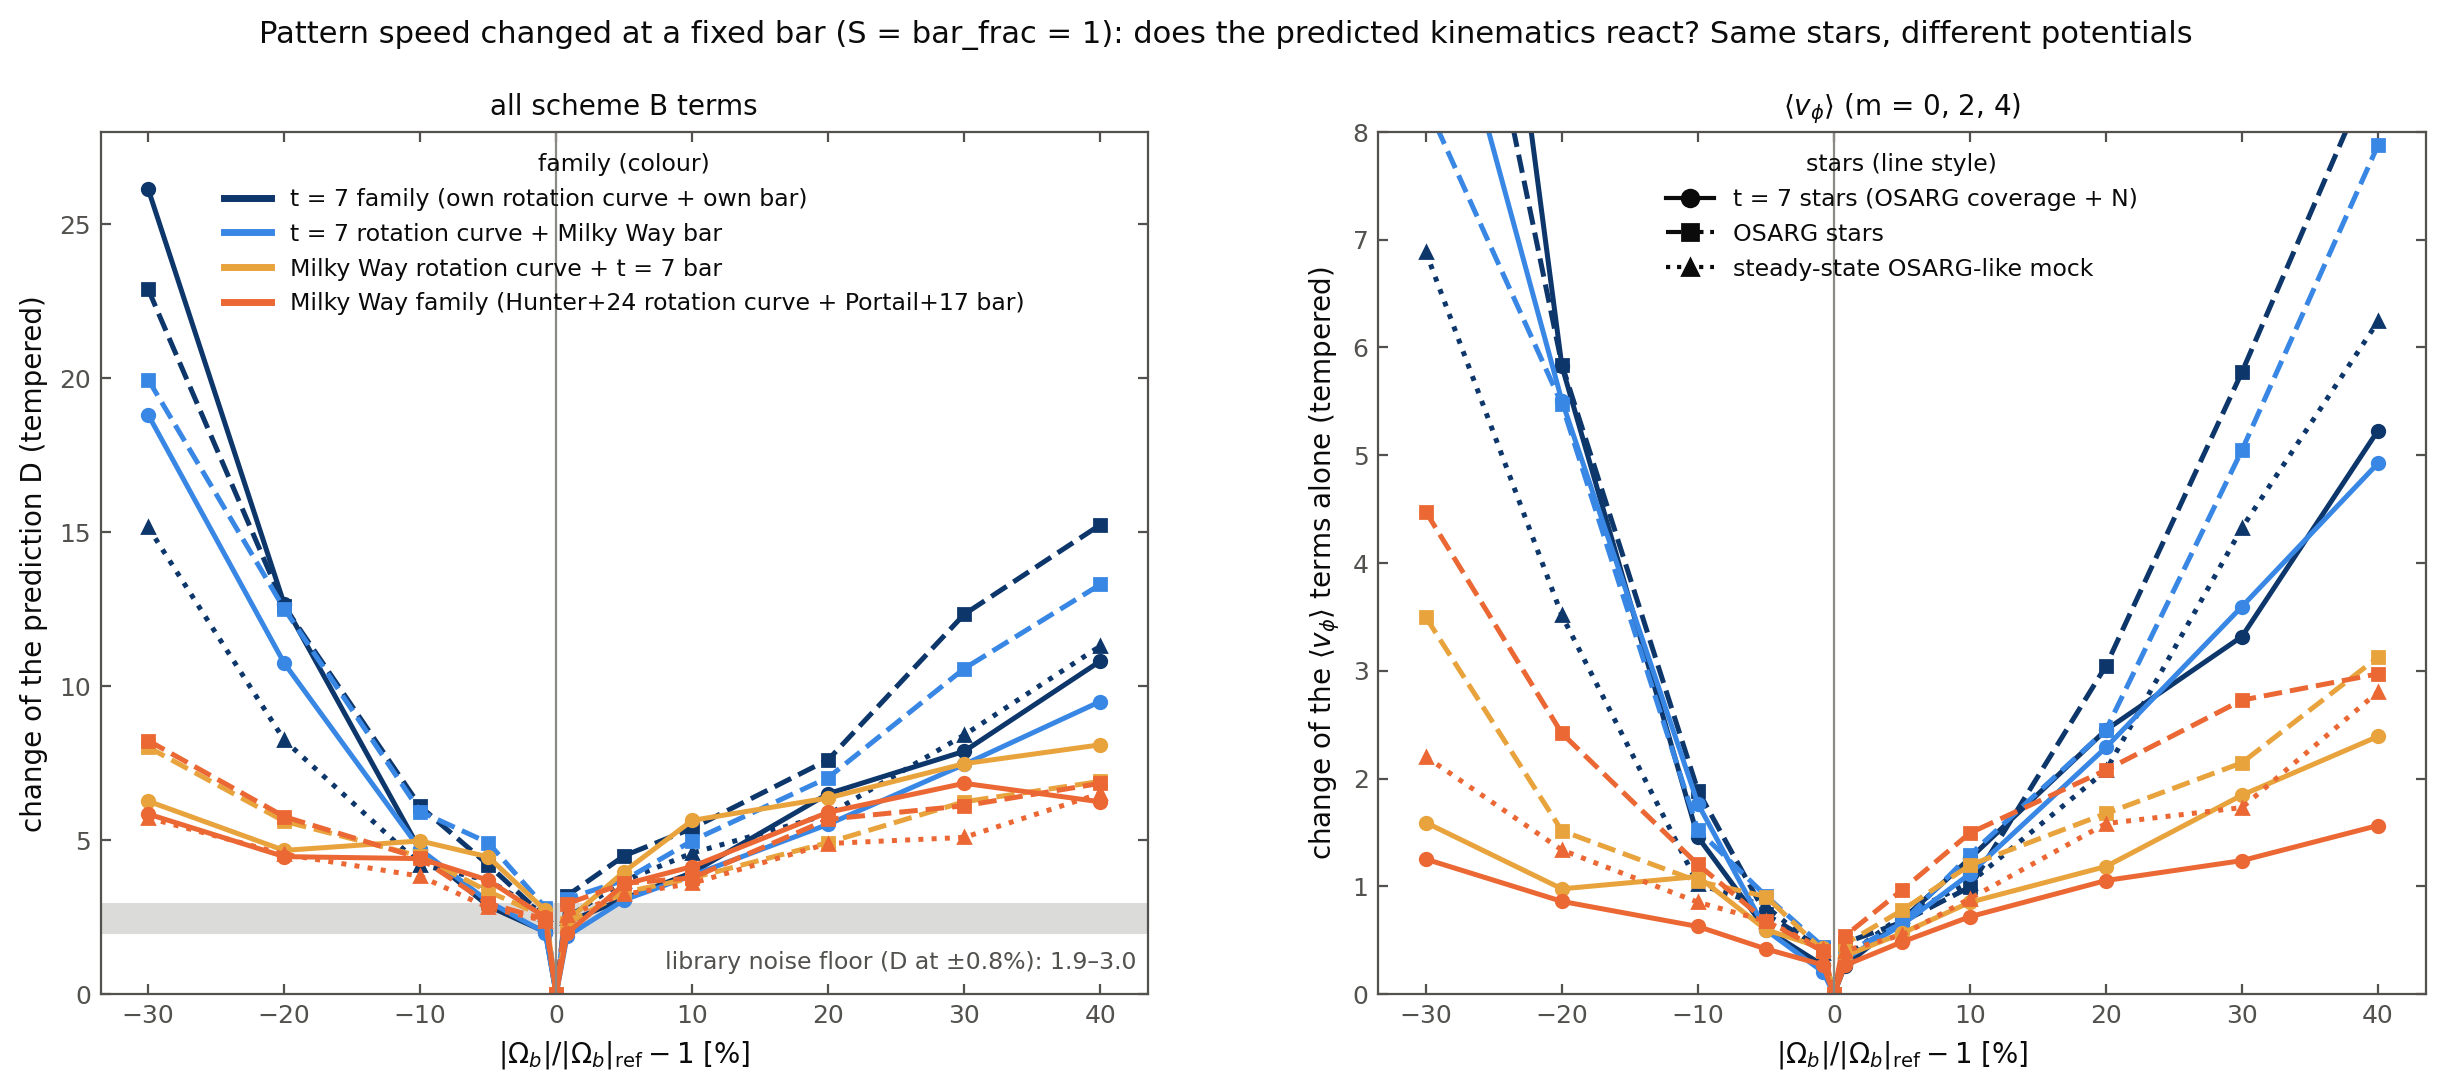 Pattern speed changed at a fixed bar (S = bar_frac = 1): does the predicted kinematics react? Same stars, different potentials
all scheme B terms
family (colour)
t = 7 family (own rotation curve + own bar)
t = 7 rotation curve + Milky Way bar
Milky Way rotation curve + t = 7 bar
Milky Way family (Hunter+24 rotation curve + Portail+17 bar)
change of the prediction D (tempered)
25
20
15
10
5
0
library noise floor (D at ±0.8%): 1.9–3.0
−30 −20 −10 0 10 20 30 40
|Ω_b|/|Ω_b|_ref − 1 [%]
⟨v_ϕ⟩ (m = 0, 2, 4)
stars (line style)
t = 7 stars (OSARG coverage + N)
OSARG stars
steady-state OSARG-like mock
change of the ⟨v_ϕ⟩ terms alone (tempered)
8
7
6
5
4
3
2
1
0
−30 −20 −10 0 10 20 30 40
|Ω_b|/|Ω_b|_ref − 1 [%]